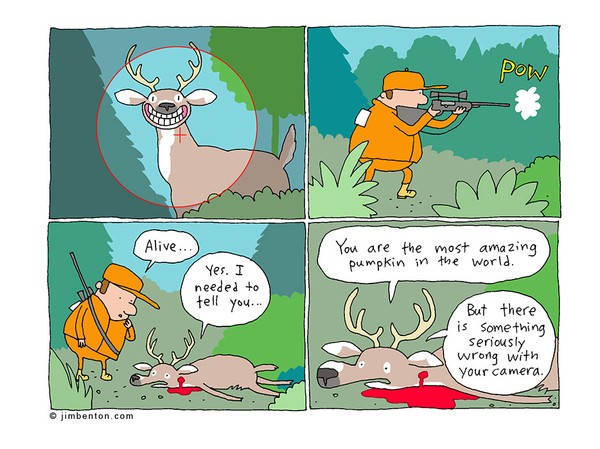 POW
Alive...
Yes. I
needed to
tell you...
You are the most amazing
pumpkin in the world.
But there
is something
seriously
wrong with
your camera.
© jimbenton.com